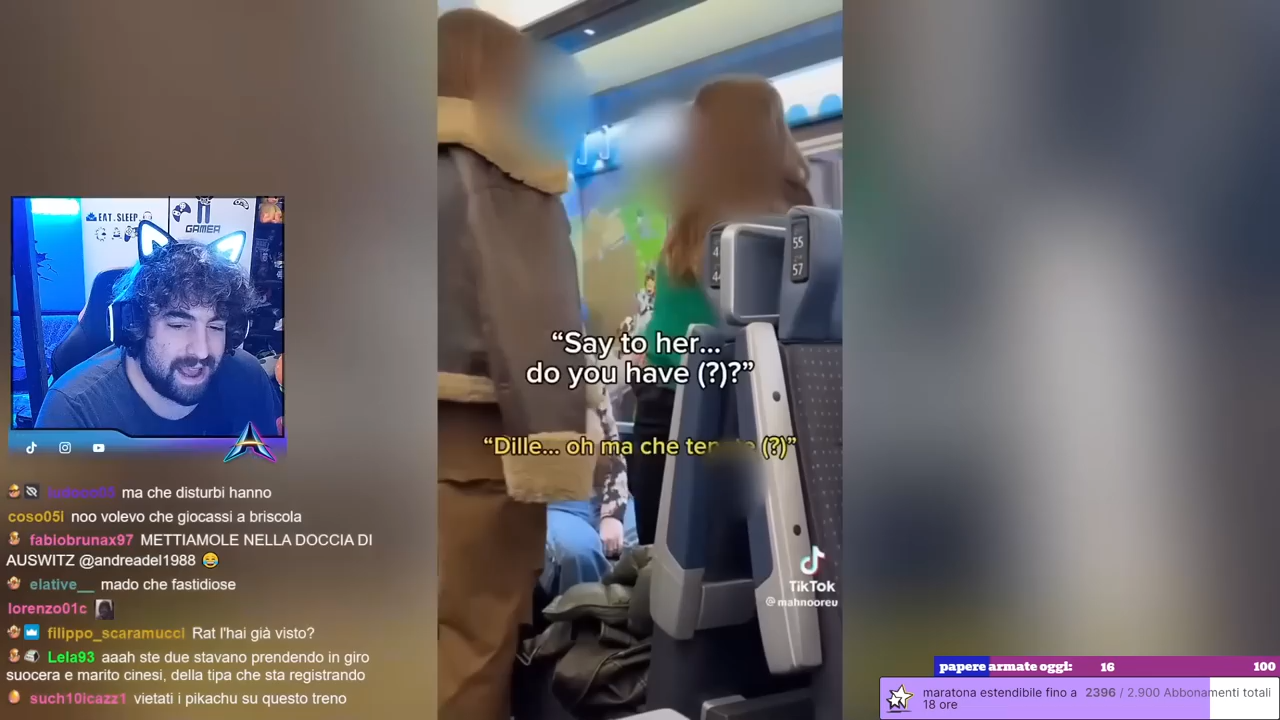 EAT.SLEEP
GAMER
55
57
“Say to her...
do you have (?)?”
“Dille... oh ma che (?)”
TikTok
@mahnooreu
ma che disturbi hanno
coso05i noo volevo che giocassi a briscola
fabiobrunax97 METTIAMOLE NELLA DOCCIA DI
AUSWITZ @andreadel1988
elative__ mado che fastidiose
lorenzo01c
filippo_scaramucci Rat l'hai già visto?
Lela93 aaah ste due stavano prendendo in giro
suocera e marito cinesi, della tipa che sta registrando
such10icazz1 vietati i pikachu su questo treno
papere armate oggi: 16 100
maratona estendibile fino a 2396 / 2.900 Abbonamenti totali
18 ore